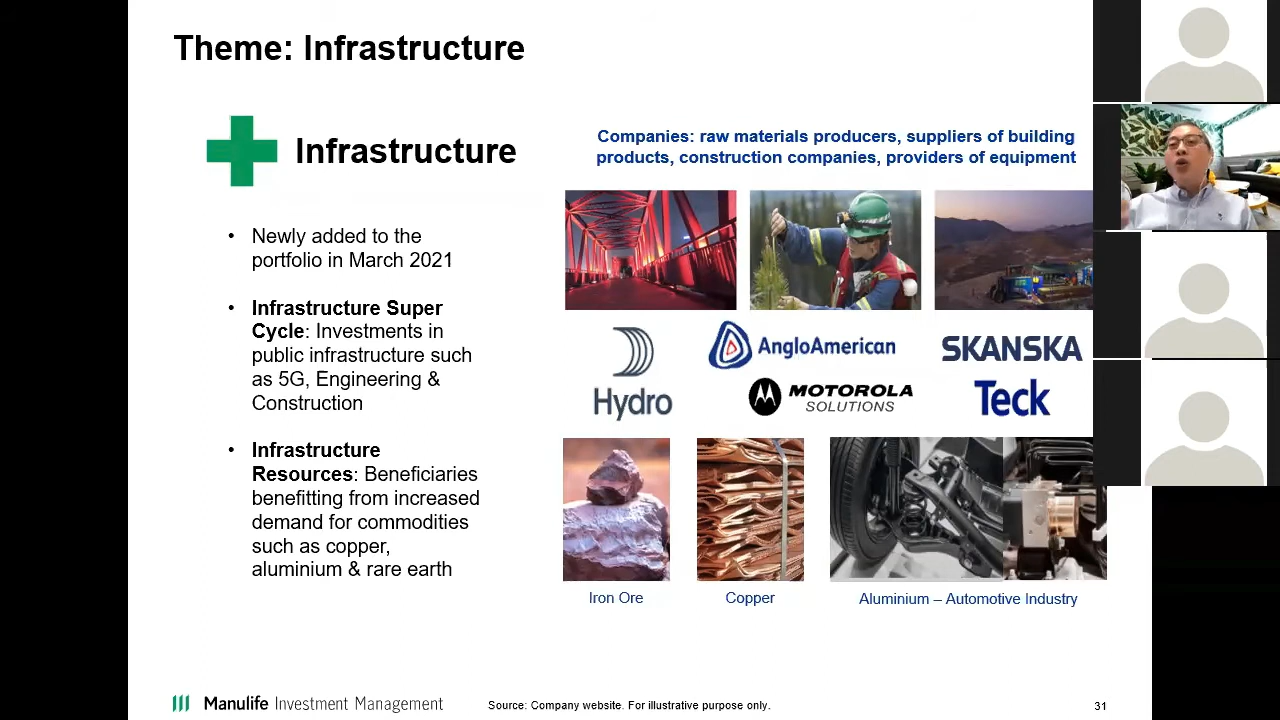 Theme: Infrastructure
Infrastructure
Newly added to the
portfolio in March 2021
Infrastructure Super
Cycle: Investments in
public infrastructure such
as 5G, Engineering &
Construction
Infrastructure
Resources: Beneficiaries
benefitting from increased
demand for commodities
such as copper,
aluminium & rare earth
Companies: raw materials producers, suppliers of building
products, construction companies, providers of equipment
Hydro
AngloAmerican
MOTOROLA
SOLUTIONS
SKANSKA
Teck
Iron Ore
Copper
Aluminium – Automotive Industry
Manulife Investment Management
Source: Company website. For illustrative purpose only.
31